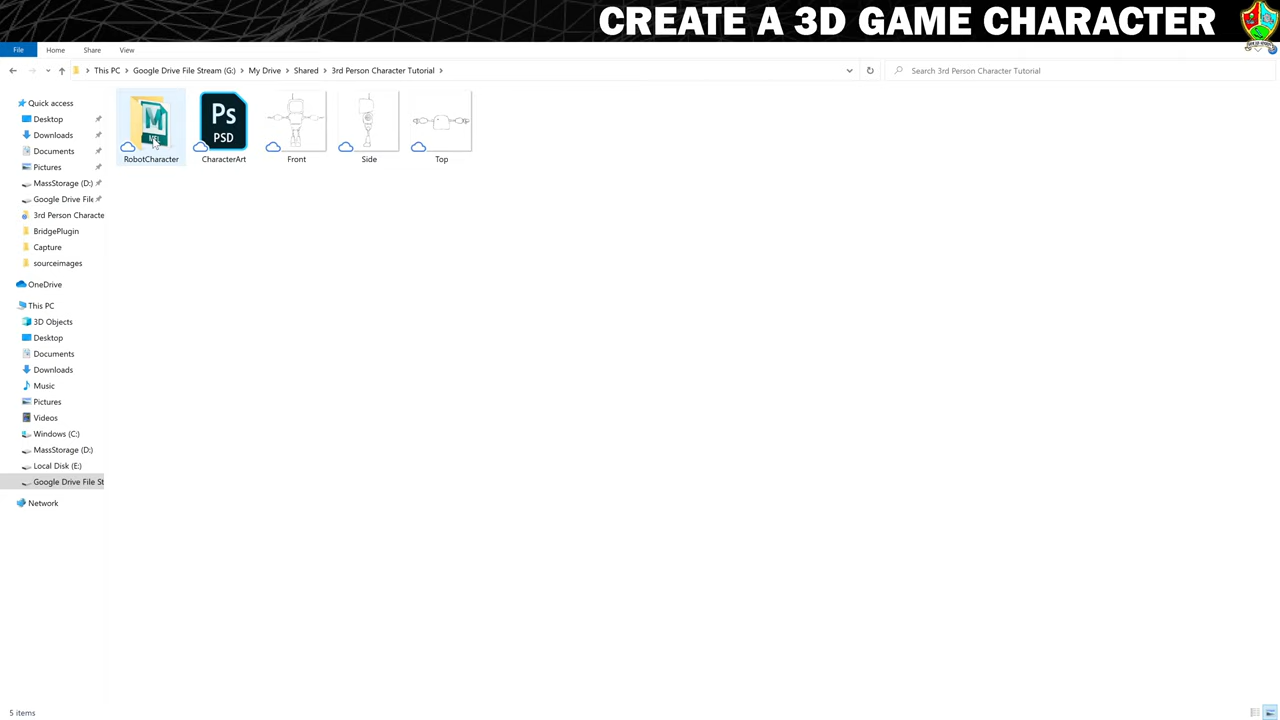 CREATE A 3D GAME CHARACTER
File Home Share View
This PC Google Drive File Stream (G:) My Drive Shared 3rd Person Character Tutorial
Search 3rd Person Character Tutorial
Quick access
Desktop
Downloads
Documents
Pictures
MassStorage (D:)
Google Drive File
3rd Person Characte
BridgePlugin
Capture
sourceimages
OneDrive
This PC
3D Objects
Desktop
Documents
Downloads
Music
Pictures
Videos
Windows (C:)
MassStorage (D:)
Local Disk (E:)
Google Drive File St
Network
M
MEL
Ps
PSD
RobotCharacter CharacterArt Front Side Top
5 items